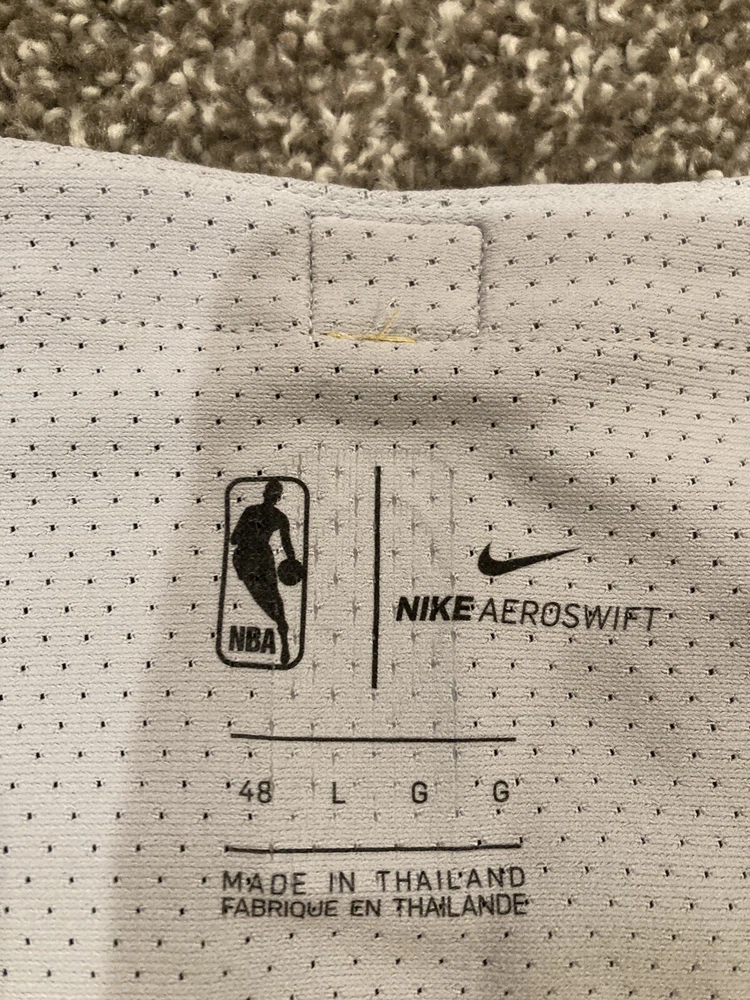 NBA
NIKE AEROSWIFT
48 L G G
MADE IN THAILAND
FABRIQUE EN THAILANDE